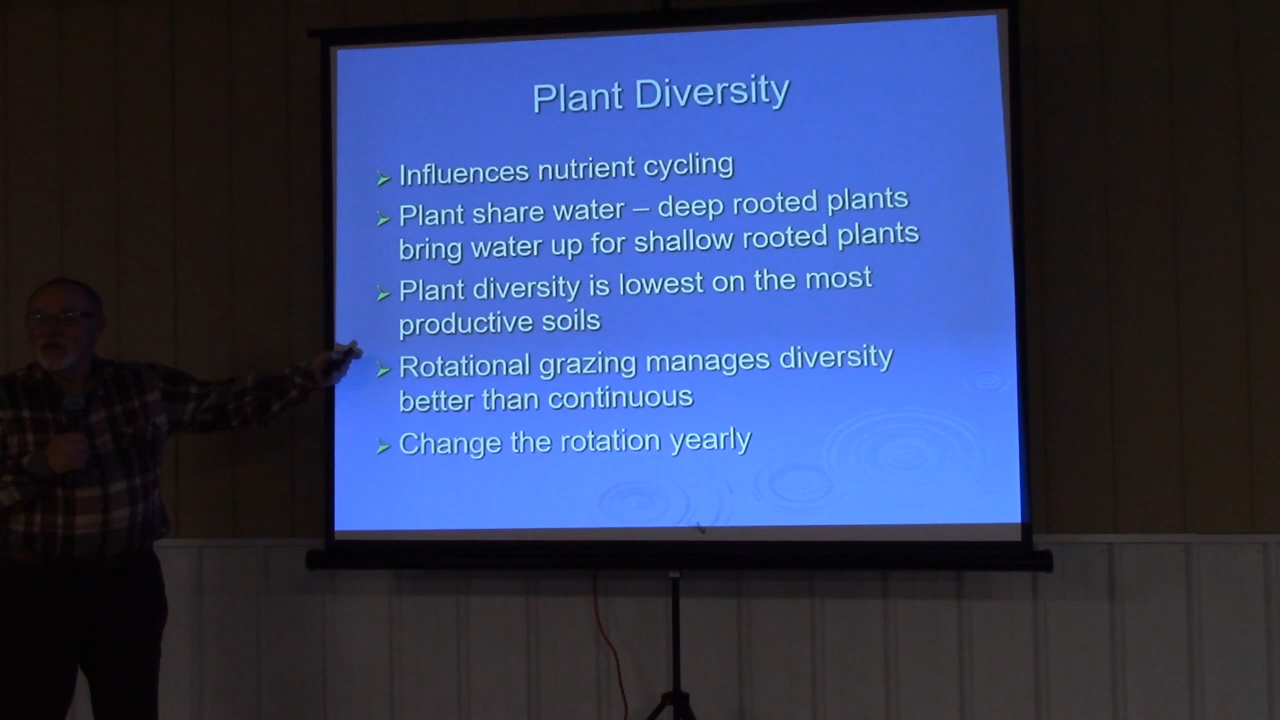 Plant Diversity
Influences nutrient cycling
Plant share water – deep rooted plants
bring water up for shallow rooted plants
Plant diversity is lowest on the most
productive soils
Rotational grazing manages diversity
better than continuous
Change the rotation yearly